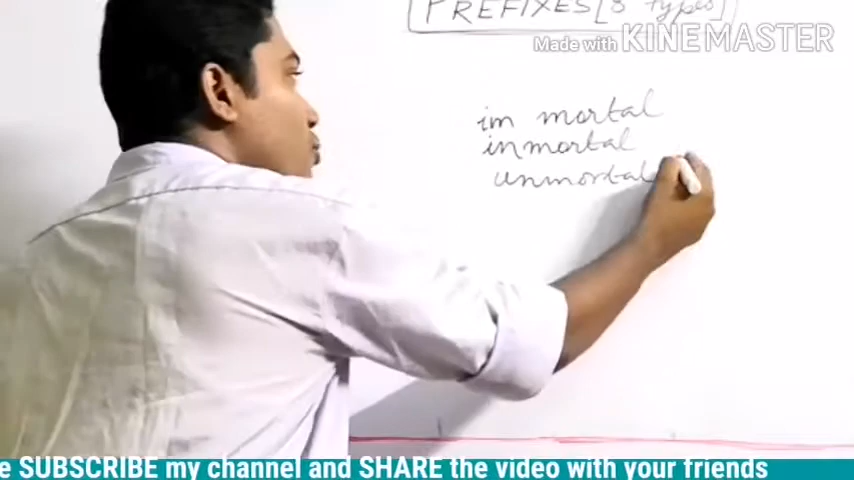 PREFIXES [8 types]
Made with KINEMASTER
im mortal
inmortal
unmortal
e SUBSCRIBE my channel and SHARE the video with your friends